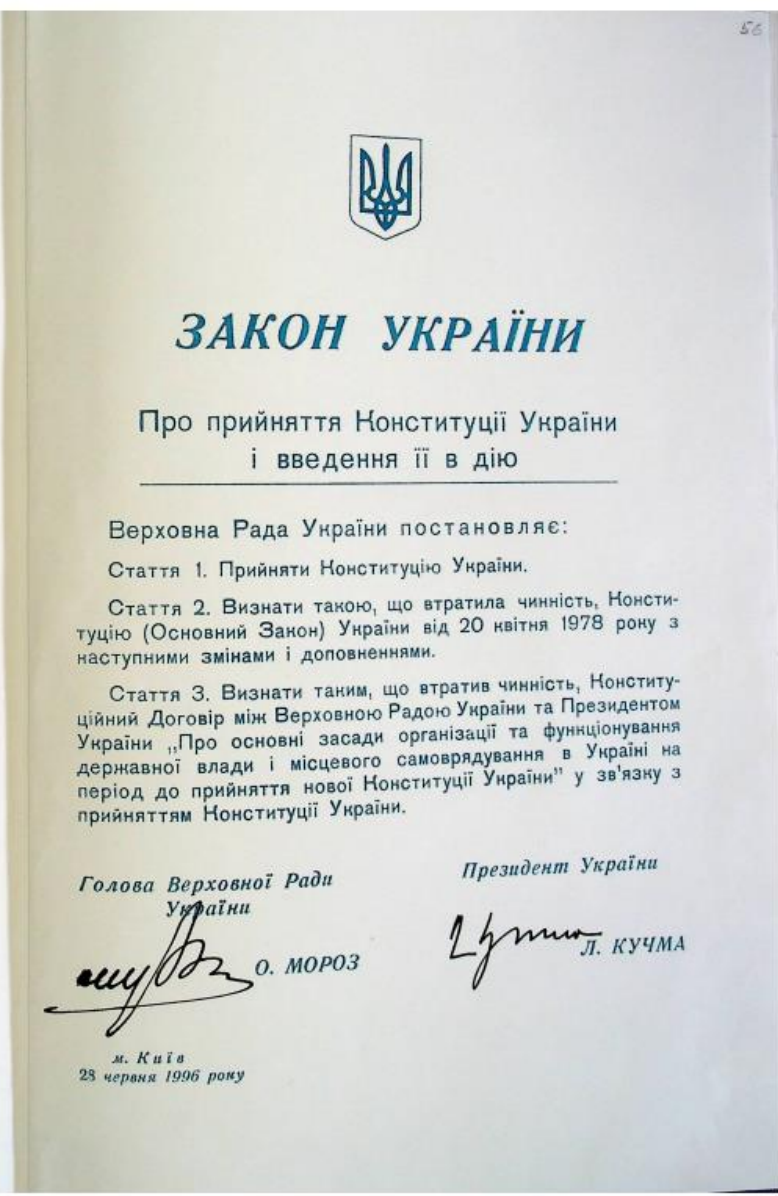 56
ЗАКОН УКРАЇНИ
Про прийняття Конституції України
і введення її в дію
Верховна Рада України постановляє:
Стаття 1. Прийняти Конституцію України.
Стаття 2. Визнати такою, що втратила чинність, Консти-
туцію (Основний Закон) України від 20 квітня 1978 року з
наступними змінами і доповненнями.
Стаття 3. Визнати таким, що втратив чинність, Конститу-
ційний Договір між Верховною Радою України та Президентом
України „Про основні засади організації та функціонування
державної влади і місцевого самоврядування в Україні на
період до прийняття нової Конституції України" у зв'язку з
прийняттям Конституції України.
Голова Верховної Ради
України
О. МОРОЗ
Президент України
Л. КУЧМА
м. Київ
28 червня 1996 року